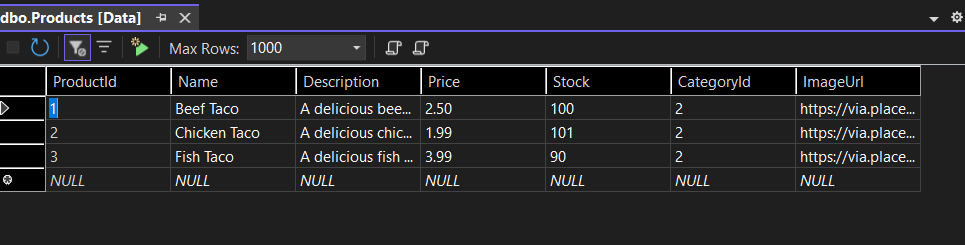 dbo.Products [Data]
Max Rows: 1000
ProductId Name Description Price Stock CategoryId ImageUrl
1 Beef Taco A delicious bee... 2.50 100 2 https://via.place...
2 Chicken Taco A delicious chic... 1.99 101 2 https://via.place...
3 Fish Taco A delicious fish ... 3.99 90 2 https://via.place...
NULL NULL NULL NULL NULL NULL NULL